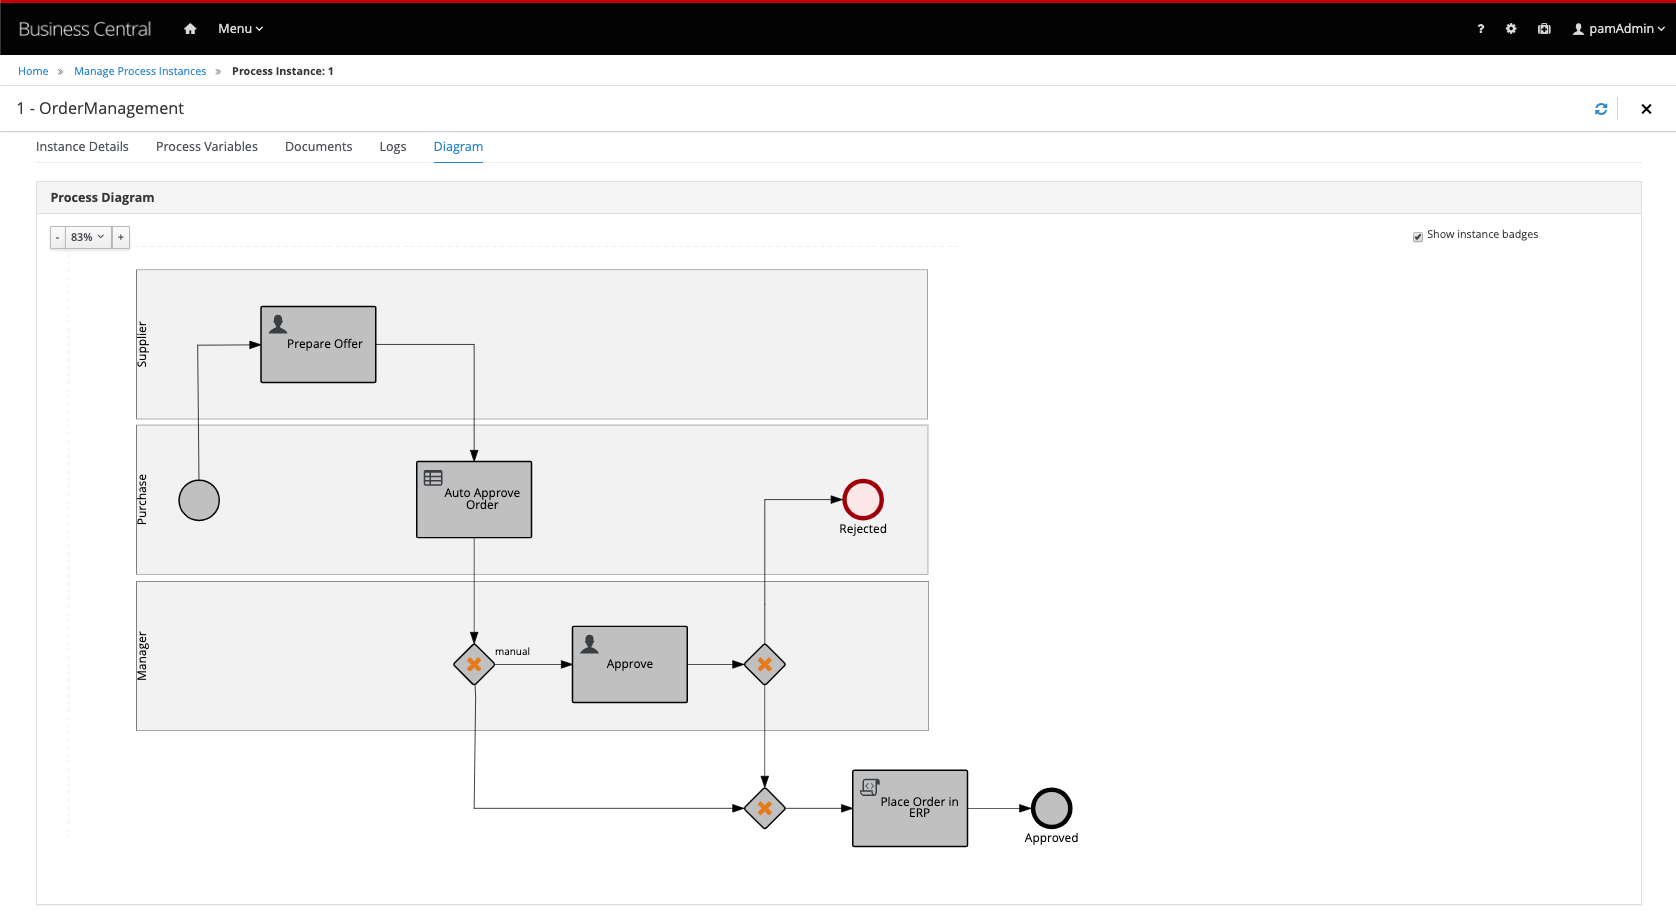 Business Central
Menu
?
pamAdmin
Home » Manage Process Instances » Process Instance: 1
1 - OrderManagement
Instance Details
Process Variables
Documents
Logs
Diagram
Process Diagram
- 83% +
Show instance badges
Supplier
Prepare Offer
Purchase
Auto Approve
Order
Rejected
Manager
manual
Approve
Place Order in
ERP
Approved